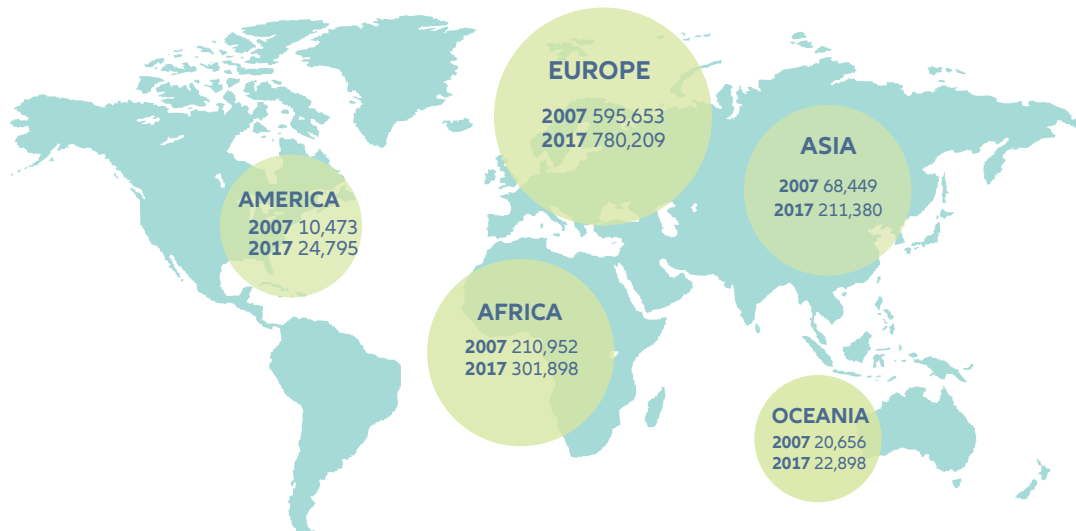 EUROPE
2007 595,653
2017 780,209
ASIA
2007 68,449
2017 211,380
AMERICA
2007 10,473
2017 24,795
AFRICA
2007 210,952
2017 301,898
OCEANIA
2007 20,656
2017 22,898